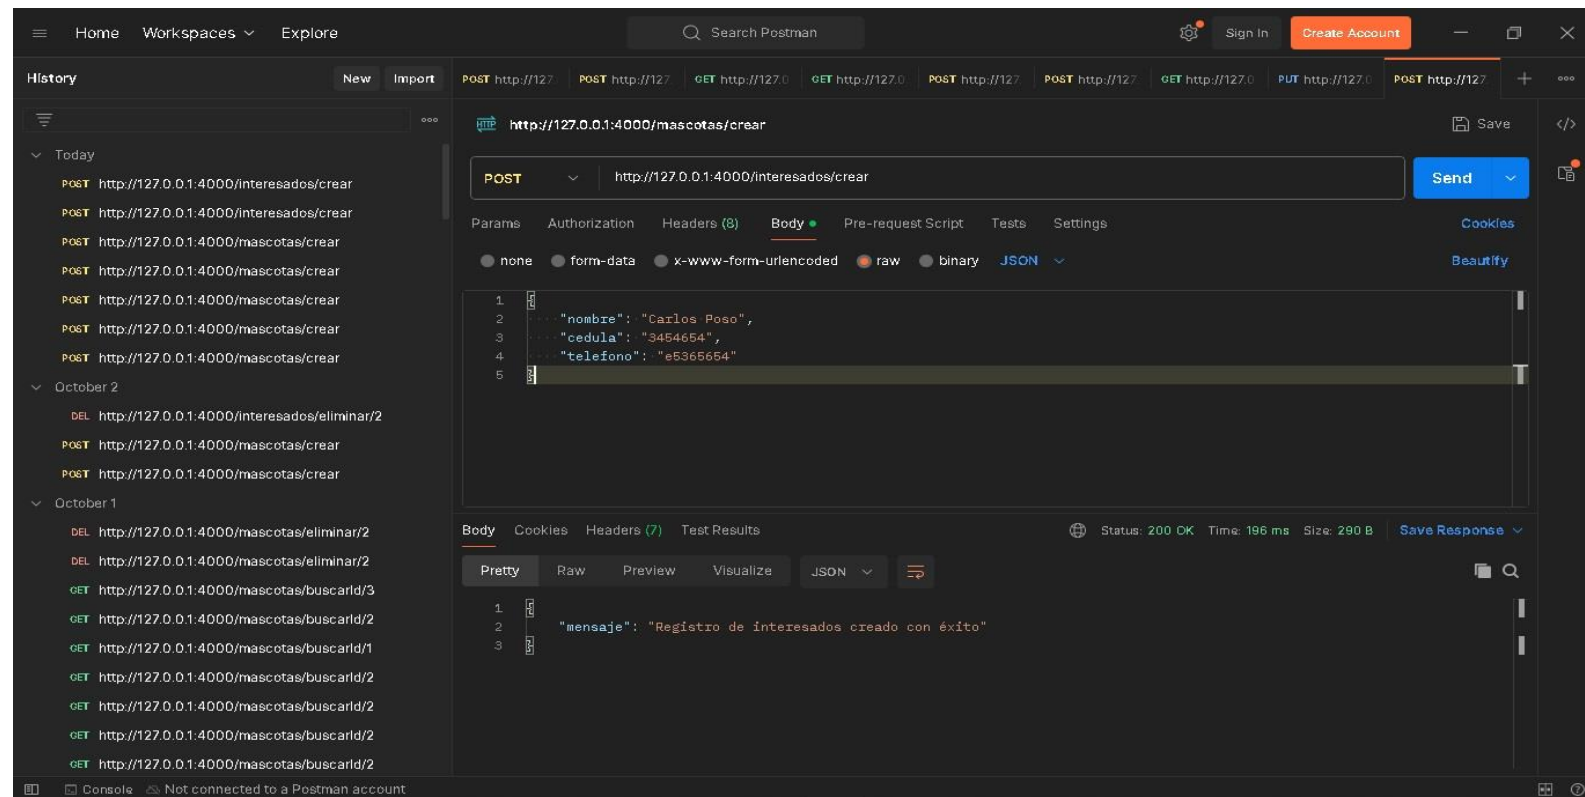 Home Workspaces Explore Search Postman Sign In Create Account
History New Import
POST http://127. POST http://127. GET http://127.0 GET http://127.0. POST http://127. POST http://127. GET http://127.0 PUT http://127.0 POST http://127.
http://127.0.0.1:4000/mascotas/crear Save
POST http://127.0.0.1:4000/interesados/crear Send
Params Authorization Headers (8) Body Pre-request Script Tests Settings Cookies
none form-data x-www-form-urlencoded raw binary JSON Beautify
1 {
2 "nombre": "Carlos Poso",
3 "cedula": "3454654",
4 "telefono": "e5365654"
5 }
Today
POST http://127.0.0.1:4000/interesados/crear
POST http://127.0.0.1:4000/interesados/crear
POST http://127.0.0.1:4000/mascotas/crear
POST http://127.0.0.1:4000/mascotas/crear
POST http://127.0.0.1:4000/mascotas/crear
POST http://127.0.0.1:4000/mascotas/crear
POST http://127.0.0.1:4000/mascotas/crear
October 2
DEL http://127.0.0.1:4000/interesados/eliminar/2
POST http://127.0.0.1:4000/mascotas/crear
POST http://127.0.0.1:4000/mascotas/crear
October 1
DEL http://127.0.0.1:4000/mascotas/eliminar/2
DEL http://127.0.0.1:4000/mascotas/eliminar/2
GET http://127.0.0.1:4000/mascotas/buscarId/3
GET http://127.0.0.1:4000/mascotas/buscarId/2
GET http://127.0.0.1:4000/mascotas/buscarId/1
GET http://127.0.0.1:4000/mascotas/buscarId/2
GET http://127.0.0.1:4000/mascotas/buscarId/2
GET http://127.0.0.1:4000/mascotas/buscarId/2
GET http://127.0.0.1:4000/mascotas/buscarId/2
Body Cookies Headers (7) Test Results Status: 200 OK Time: 196 ms Size: 290 B Save Response
Pretty Raw Preview Visualize JSON
1 {
2 "mensaje": "Registro de interesados creado con éxito"
3 }
Console Not connected to a Postman account